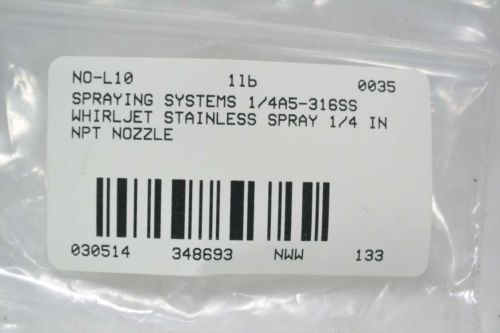 NO-L10 1lb 0035
SPRAYING SYSTEMS 1/4A5-316SS
WHIRLJET STAINLESS SPRAY 1/4 IN
NPT NOZZLE
030514 348693 NWW 133